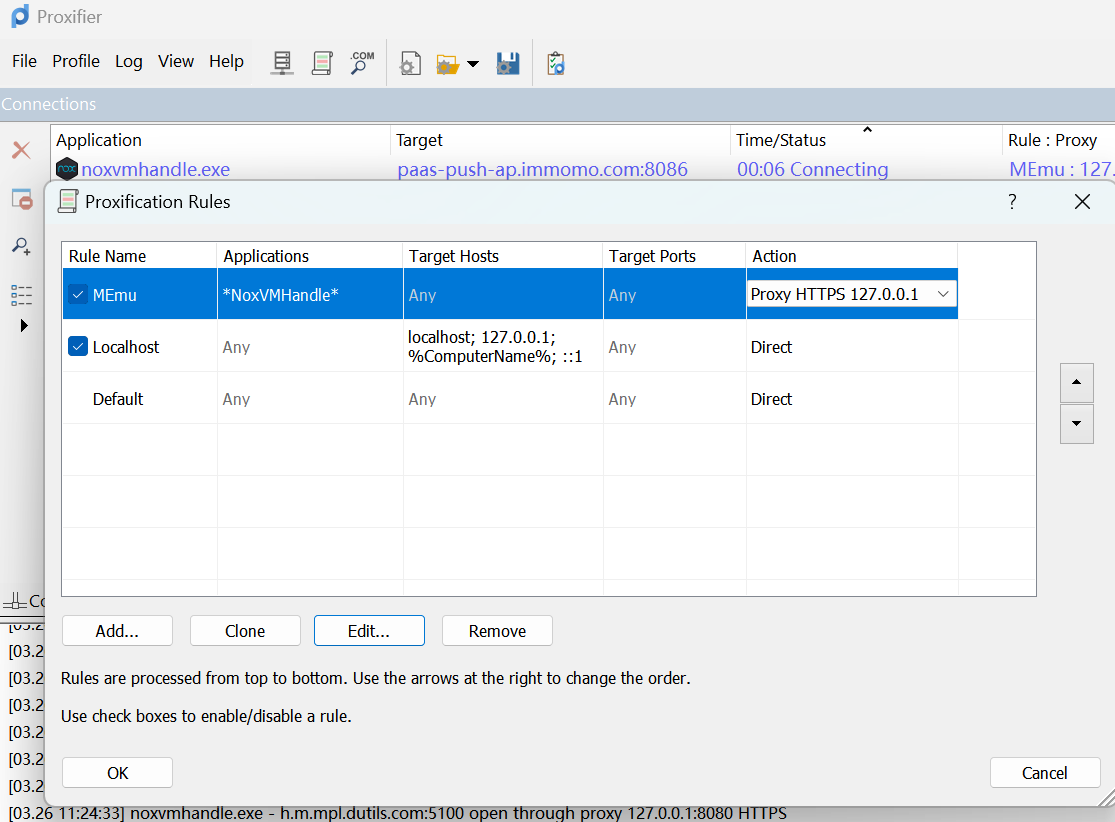 Proxifier
File Profile Log View Help .COM
Connections
Application Target Time/Status Rule : Proxy
nox noxvmhandle.exe paas-push-ap.immomo.com:8086 00:06 Connecting MEmu : 127.
Proxification Rules ?
Rule Name Applications Target Hosts Target Ports Action
MEmu *NoxVMHandle* Any Any Proxy HTTPS 127.0.0.1
Localhost Any localhost; 127.0.0.1; %ComputerName%; ::1 Any Direct
Default Any Any Any Direct
Co
Add... Clone Edit... Remove
[03.2
[03.2
Rules are processed from top to bottom. Use the arrows at the right to change the order.
[03.2
[03.2
Use check boxes to enable/disable a rule.
[03.2
[03.2
OK Cancel
[03.2
[03.26 11:24:33] noxvmhandle.exe - h.m.mpl.dutils.com:5100 open through proxy 127.0.0.1:8080 HTTPS